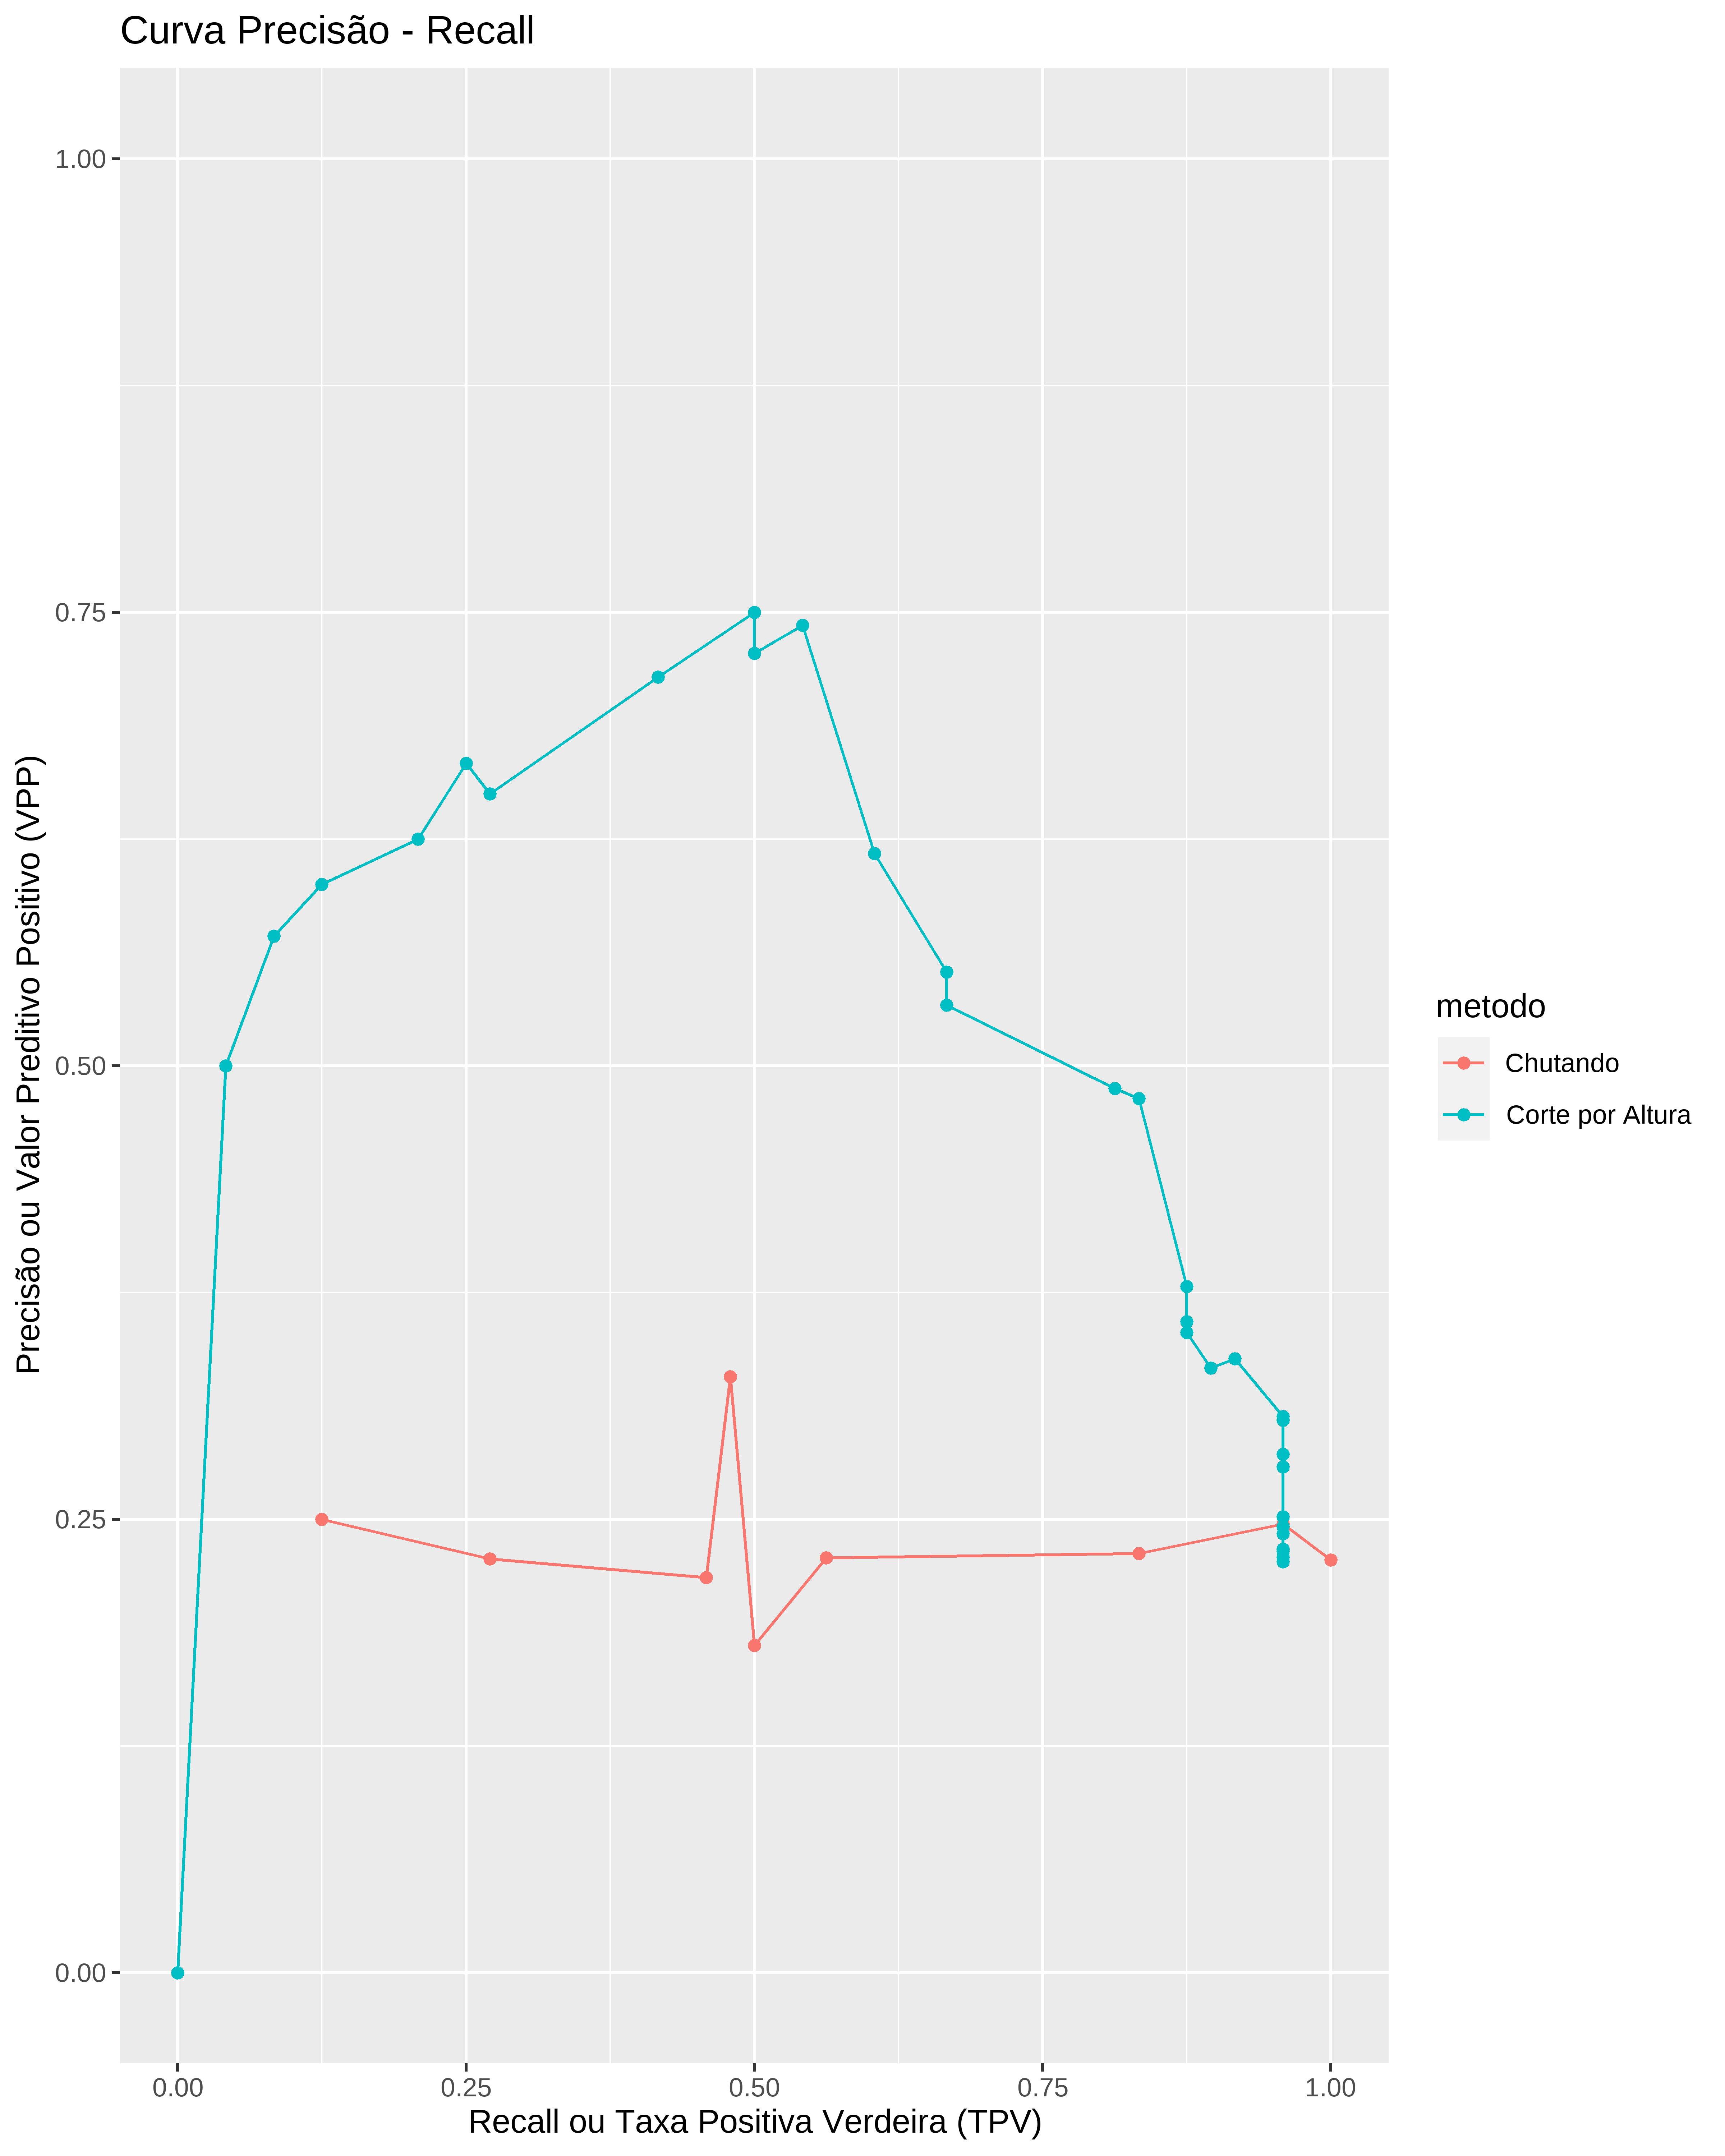 Curva Precisão - Recall
1.00
0.75
0.50
0.25
0.00
Precisão ou Valor Preditivo Positivo (VPP)
0.00 0.25 0.50 0.75 1.00
Recall ou Taxa Positiva Verdeira (TPV)
metodo
Chutando
Corte por Altura